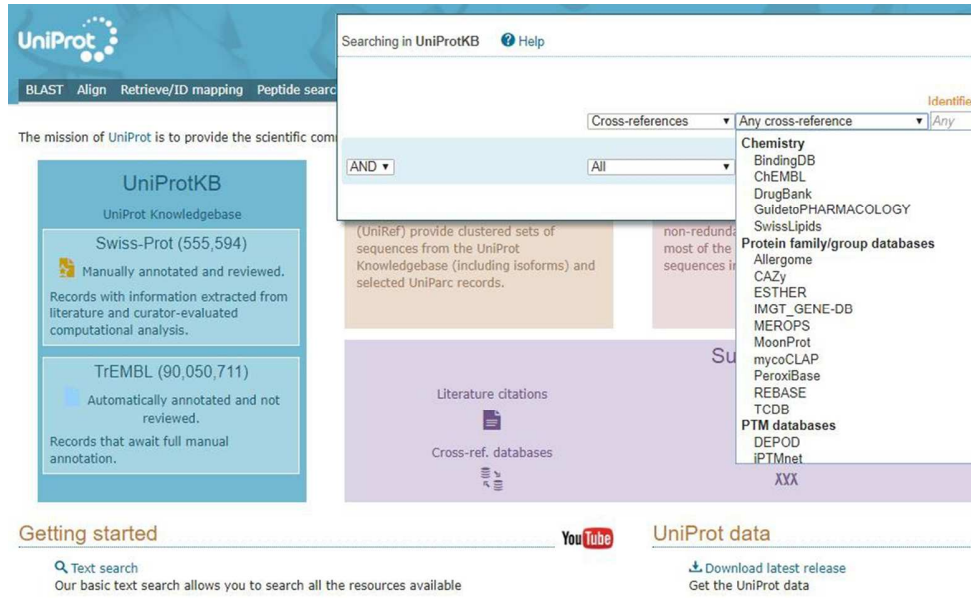 UniProt
BLAST Align Retrieve/ID mapping Peptide searc
The mission of UniProt is to provide the scientific com
Searching in UniProtKB Help
Identifie
Cross-references Any cross-reference Any
AND All
Chemistry
BindingDB
ChEMBL
DrugBank
GuidetoPHARMACOLOGY
SwissLipids
Protein family/group databases
Allergome
CAZy
ESTHER
IMGT_GENE-DB
MEROPS
MoonProt
mycoCLAP
PeroxiBase
REBASE
TCDB
PTM databases
DEPOD
iPTMnet
UniProtKB
UniProt Knowledgebase
Swiss-Prot (555,594)
Manually annotated and reviewed.
Records with information extracted from
literature and curator-evaluated
computational analysis.
TrEMBL (90,050,711)
Automatically annotated and not
reviewed.
Records that await full manual
annotation.
(UniRef) provide clustered sets of
sequences from the UniProt
Knowledgebase (including isoforms) and
selected UniParc records.
non-redunda
most of the
sequences i
Su
Literature citations
Cross-ref. databases
XXX
Getting started
You Tube
UniProt data
Text search
Our basic text search allows you to search all the resources available
Download latest release
Get the UniProt data